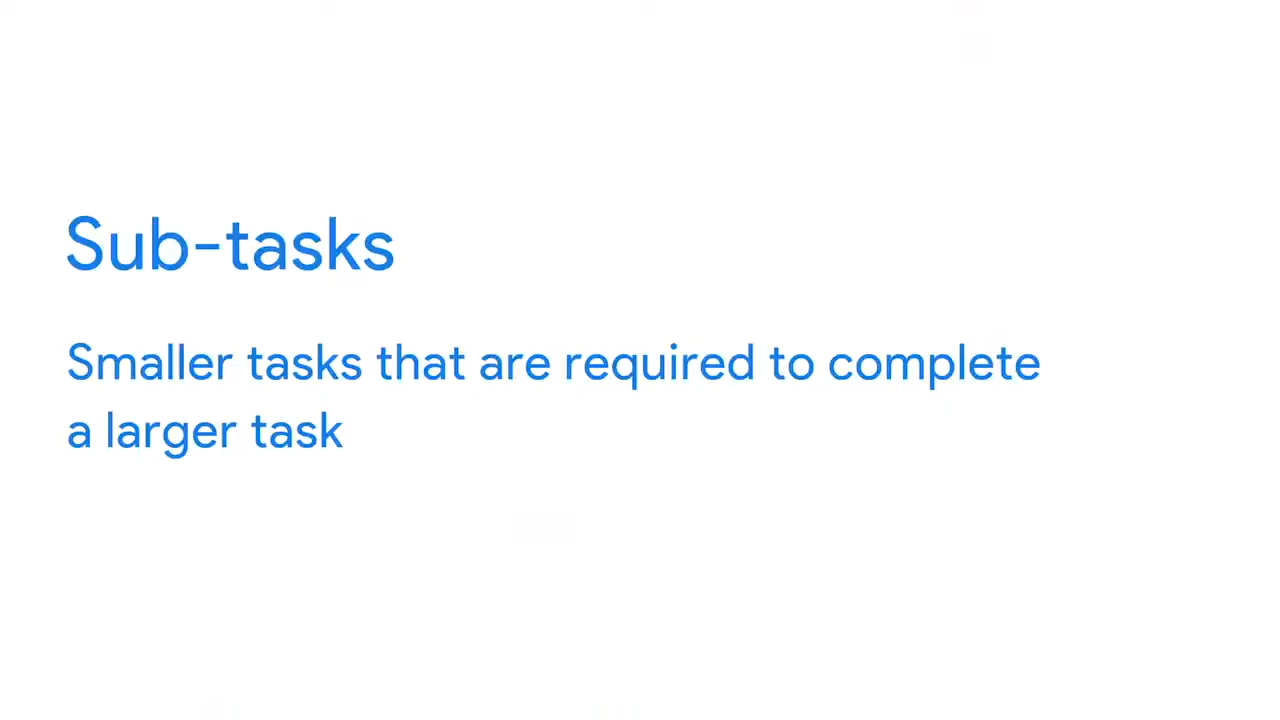 Sub-tasks
Smaller tasks that are required to complete
a larger task